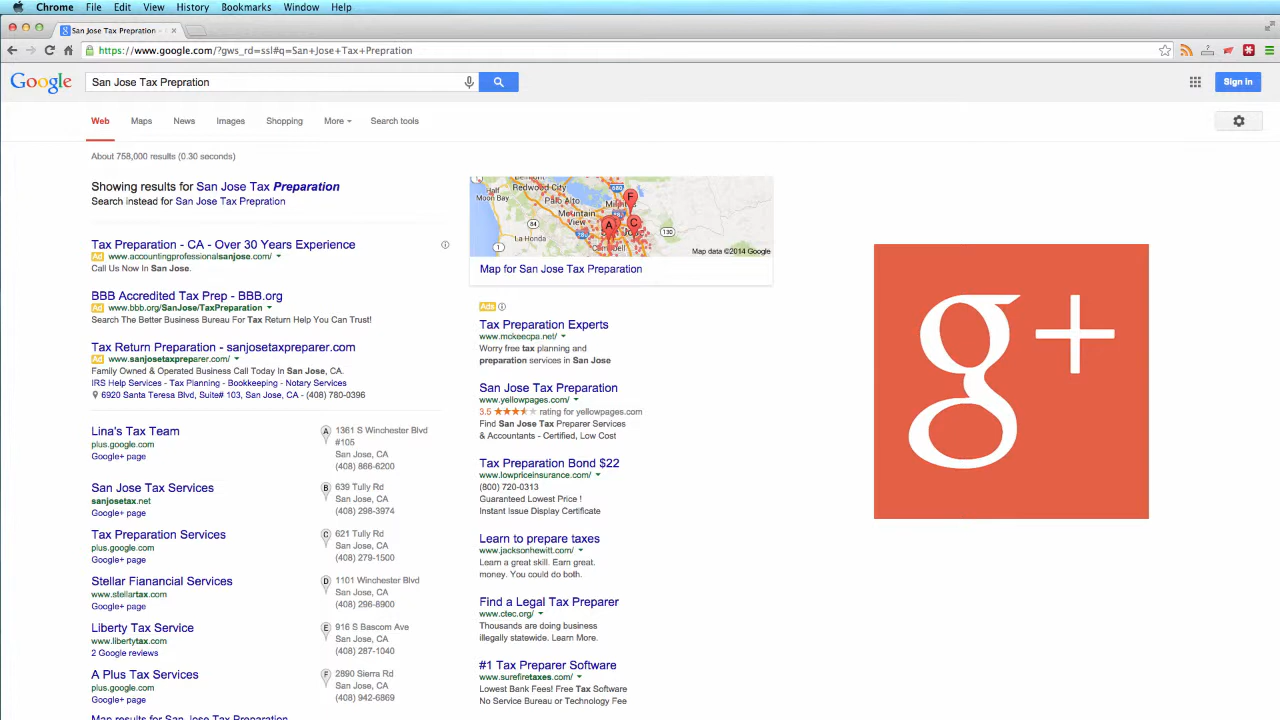 Chrome File Edit View History Bookmarks Window Help
San Jose Tax Prepration -
https://www.google.com/?gws_rd=ssl#q=San+Jose+Tax+Prepration
Google
San Jose Tax Prepration
Sign in
Web Maps News Images Shopping More Search tools
About 758,000 results (0.30 seconds)
Showing results for San Jose Tax Preparation
Search instead for San Jose Tax Prepration
Tax Preparation - CA - Over 30 Years Experience
Ad www.accountingprofessionalsanjose.com/
Call Us Now In San Jose.
BBB Accredited Tax Prep - BBB.org
Ad www.bbb.org/SanJose/TaxPreparation
Search The Better Business Bureau For Tax Return Help You Can Trust!
Tax Return Preparation - sanjosetaxpreparer.com
Ad www.sanjosetaxpreparer.com/
Family Owned & Operated Business Call Today In San Jose, CA.
IRS Help Services - Tax Planning - Bookkeeping - Notary Services
6920 Santa Teresa Blvd, Suite# 103, San Jose, CA - (408) 780-0396
Lina's Tax Team
plus.google.com
Google+ page
A
1361 S Winchester Blvd
#105
San Jose, CA
(408) 866-6200
San Jose Tax Services
sanjosetax.net
Google+ page
B
639 Tully Rd
San Jose, CA
(408) 298-3974
Tax Preparation Services
plus.google.com
Google+ page
C
621 Tully Rd
San Jose, CA
(408) 279-1500
Stellar Fianancial Services
www.stellartax.com
Google+ page
D
1101 Winchester Blvd
San Jose, CA
(408) 296-8900
Liberty Tax Service
www.libertytax.com
2 Google reviews
E
916 S Bascom Ave
San Jose, CA
(408) 287-1040
A Plus Tax Services
plus.google.com
Google+ page
F
2890 Sierra Rd
San Jose, CA
(408) 942-6869
Map results for San Jose Tax Preparation
Half
Moon Bay
Redwood City
Palo Alto
Mountain
View
La Honda
Campbell
680
84
130
1
A
C
F
Map data ©2014 Google
Map for San Jose Tax Preparation
Ads
Tax Preparation Experts
www.mckeecpa.net/
Worry free tax planning and
preparation services in San Jose
San Jose Tax Preparation
www.yellowpages.com/
3.5 rating for yellowpages.com
Find San Jose Tax Preparer Services
& Accountants - Certified, Low Cost
Tax Preparation Bond $22
www.lowpriceinsurance.com/
(800) 720-0313
Guaranteed Lowest Price !
Instant Issue Display Certificate
Learn to prepare taxes
www.jacksonhewitt.com/
Learn a great skill. Earn great.
money. You could do both.
Find a Legal Tax Preparer
www.ctec.org/
Thousands are doing business
illegally statewide. Learn More.
#1 Tax Preparer Software
www.surefiretaxes.com/
Lowest Bank Fees! Free Tax Software
No Service Bureau or Technology Fee
g+